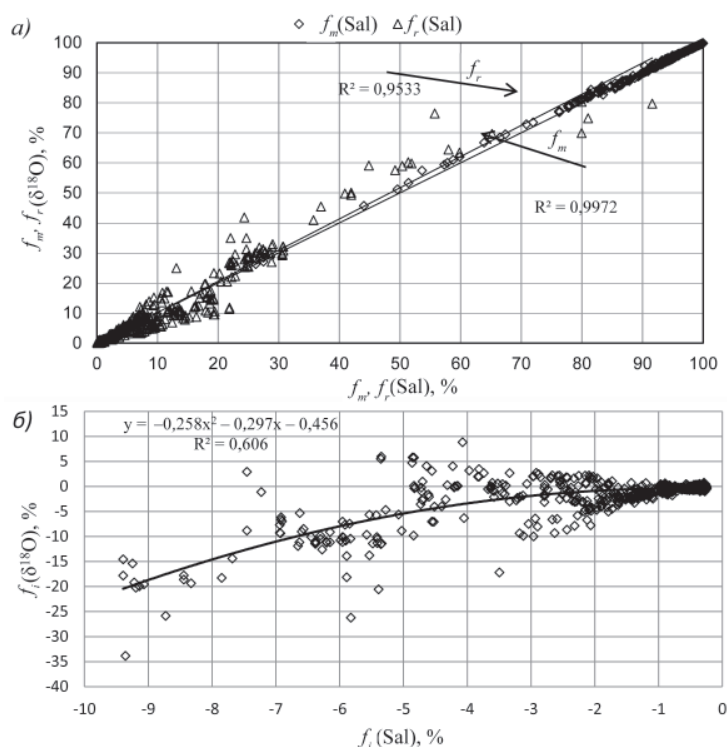 а)
◇ fₘ(Sal) △ fᵣ(Sal)
100
90
80
70
60
50
40
30
20
10
0
fₘ, fᵣ(δ¹⁸O), %
fᵣ
R² = 0,9533
fₘ
R² = 0,9972
0 10 20 30 40 50 60 70 80 90 100
fₘ, fᵣ(Sal), %
б)
15
10
5
0
-5
-10
-15
-20
-25
-30
-35
-40
fᵢ(δ¹⁸O), %
y = –0,258x² – 0,297x – 0,456
R² = 0,606
-10 -9 -8 -7 -6 -5 -4 -3 -2 -1 0
fᵢ(Sal), %